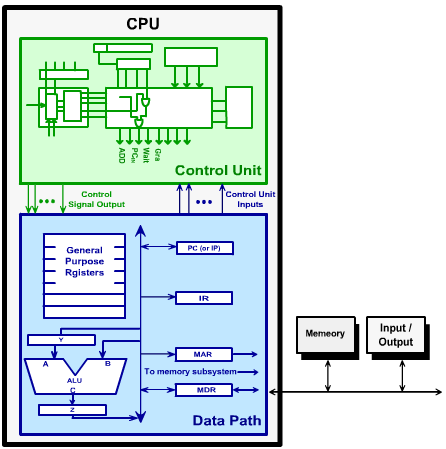 CPU
ADD
PCIN
Wait
Gra
Control Unit
Control
Signal Output
Control Unit
Inputs
General
Purpose
Rgisters
PC (or IP)
IR
Y
A
B
ALU
C
Z
MAR
To memory subsystem
MDR
Data Path
Memeory
Input /
Output